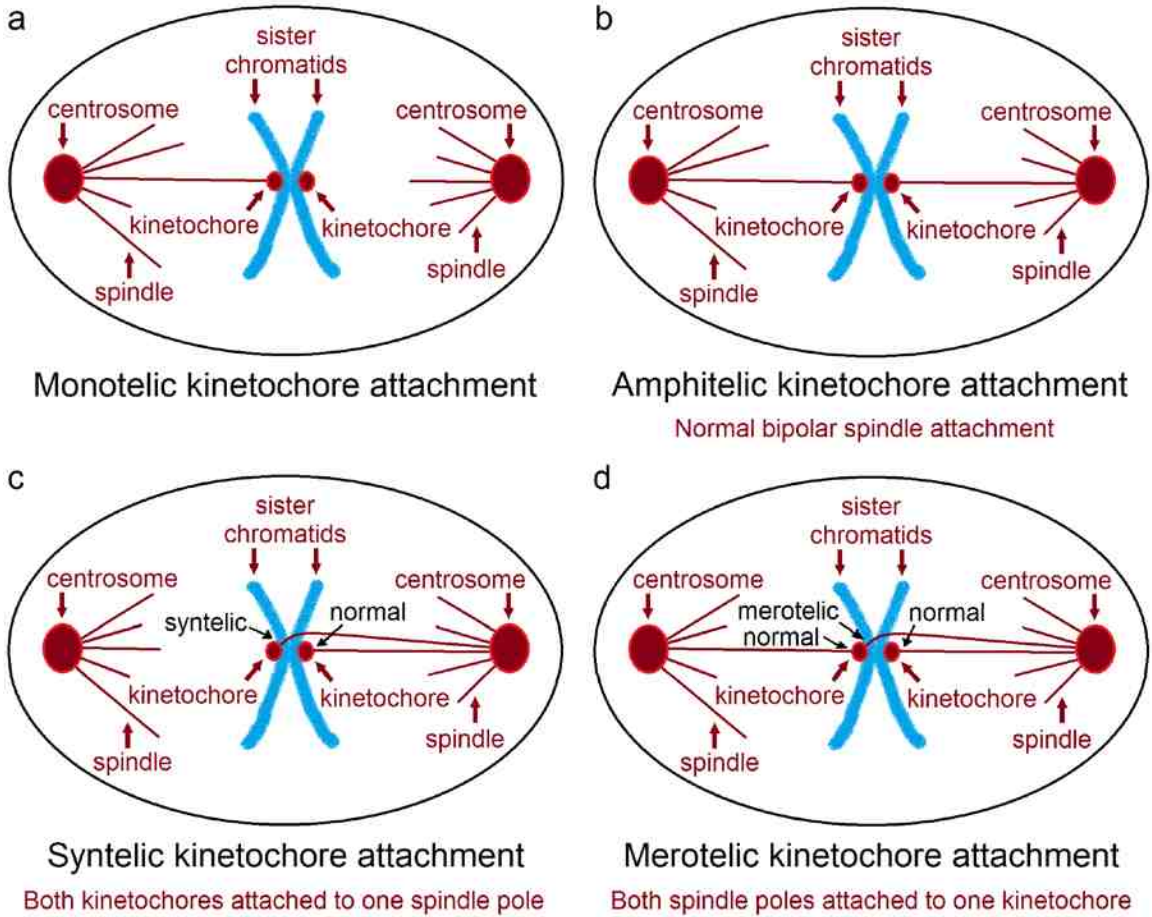 a
sister
chromatids
centrosome
centrosome
kinetochore
kinetochore
spindle
spindle
Monotelic kinetochore attachment
b
sister
chromatids
centrosome
centrosome
kinetochore
kinetochore
spindle
spindle
Amphitelic kinetochore attachment
Normal bipolar spindle attachment
c
sister
chromatids
centrosome
centrosome
syntelic
normal
kinetochore
kinetochore
spindle
spindle
Syntelic kinetochore attachment
Both kinetochores attached to one spindle pole
d
sister
chromatids
centrosome
centrosome
merotelic
normal
normal
kinetochore
kinetochore
spindle
spindle
Merotelic kinetochore attachment
Both spindle poles attached to one kinetochore